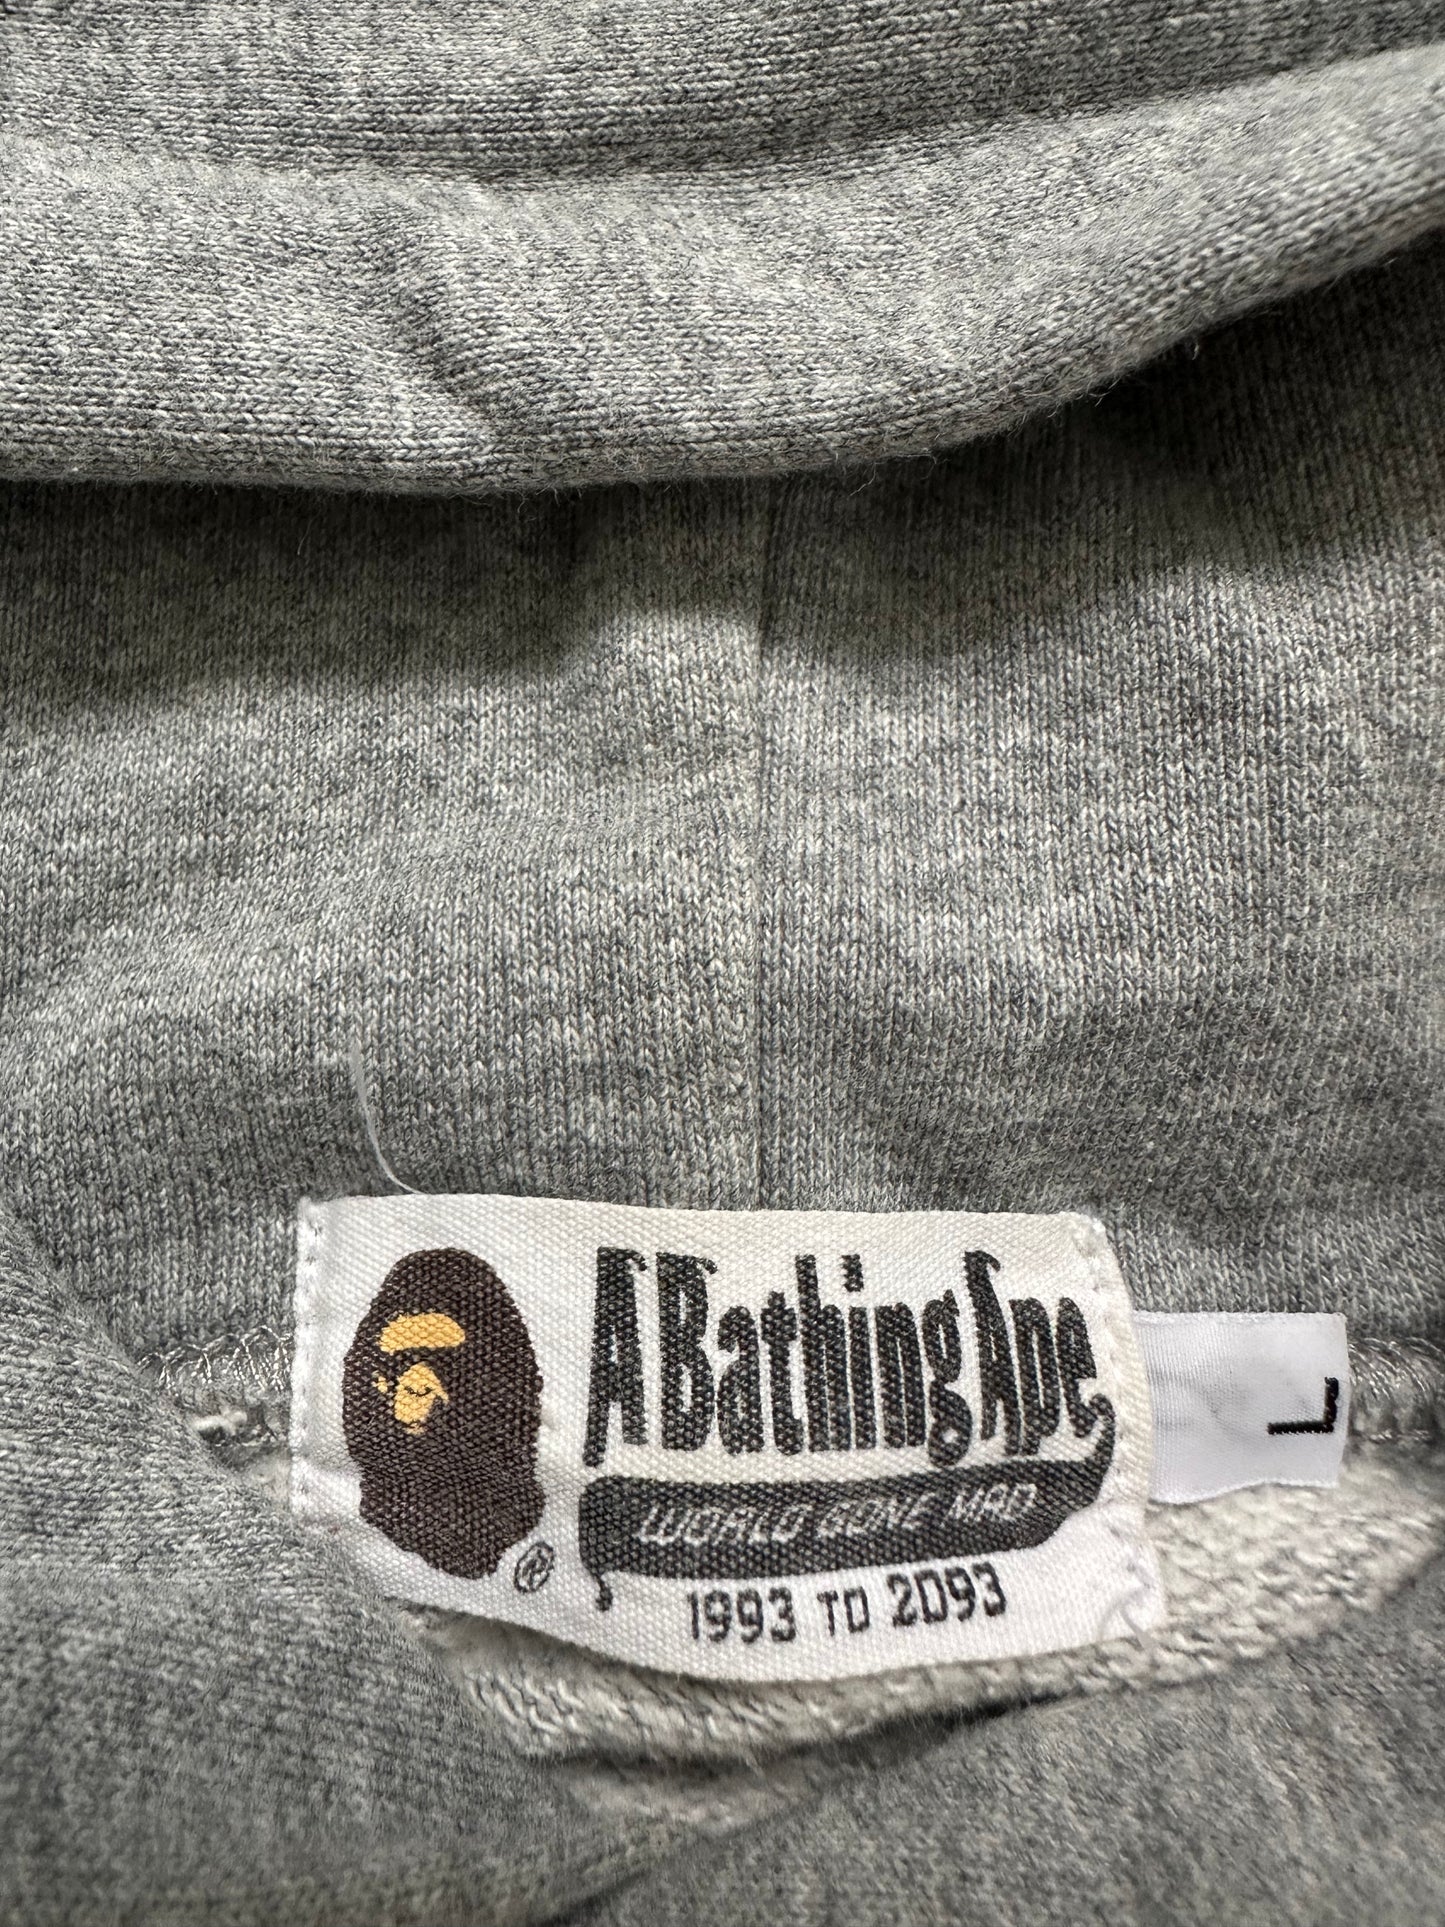 A Bathing Ape
®
WORLD GONE MAD
1993 TO 2093
L